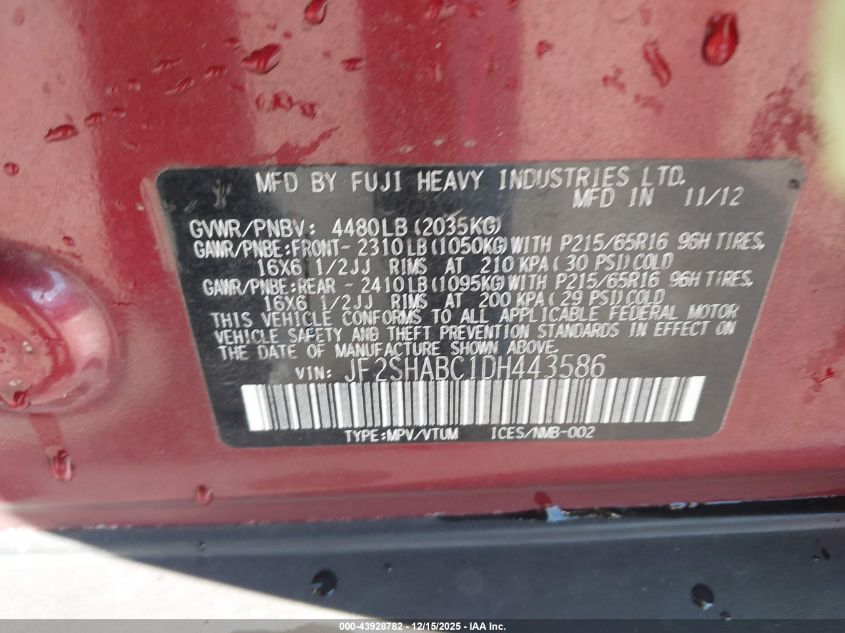 MFD BY FUJI HEAVY INDUSTRIES LTD.
MFD IN 11/12
GVWR/PNBV: 4480LB (2035KG)
GAWR/PNBE:FRONT- 2310LB (1050KG) WITH P215/65R16 96H TIRES,
16X6 1/2JJ RIMS AT 210 KPA ( 30 PSI) COLD
GAWR/PNBE:REAR - 2410LB (1095KG) WITH P215/65R16 96H TIRES,
16X6 1/2JJ RIMS AT 200 KPA ( 29 PSI) COLD
THIS VEHICLE CONFORMS TO ALL APPLICABLE FEDERAL MOTOR
VEHICLE SAFETY AND THEFT PREVENTION STANDARDS IN EFFECT ON
THE DATE OF MANUFACTURE SHOWN ABOVE.
VIN: JF2SHABC1DH443586
TYPE:MPV/VTUM ICES/NMB-002
000-43928782 - 12/15/2025 - IAA Inc.